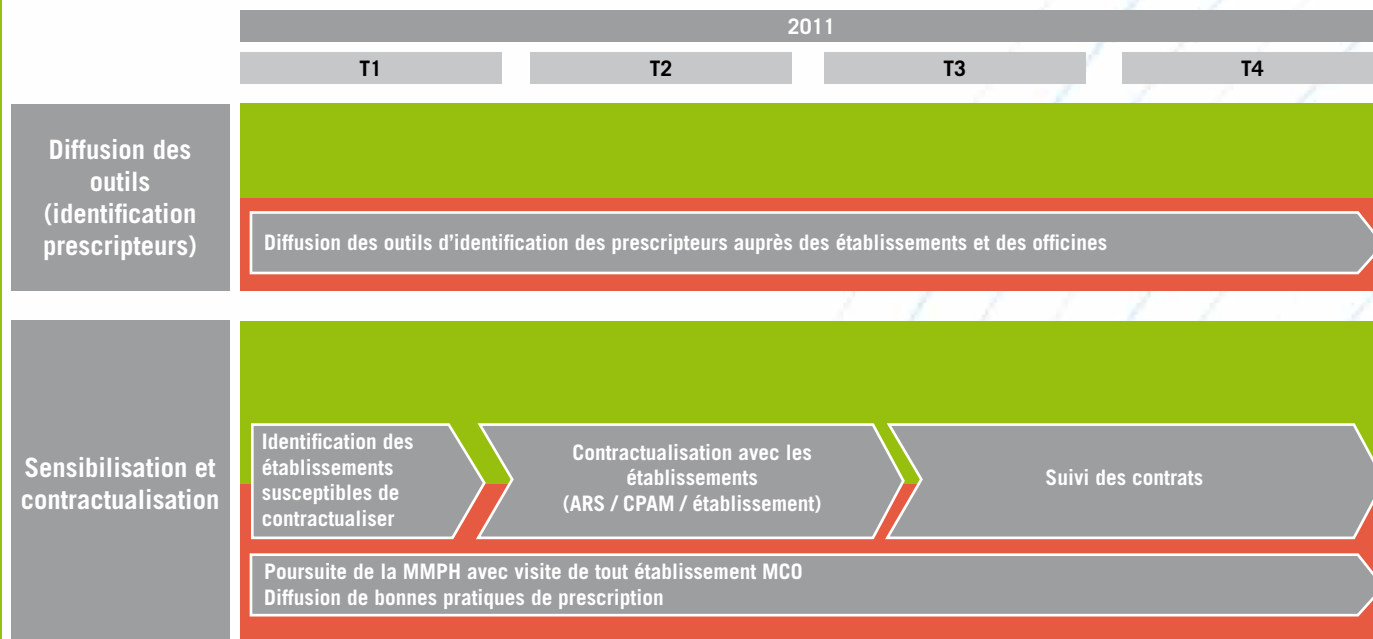 2011
T1
T2
T3
T4
Diffusion des
outils
(identification
prescripteurs)
Diffusion des outils d'identification des prescripteurs auprès des établissements et des officines
Sensibilisation et
contractualisation
Identification des
établissements
susceptibles de
contractualiser
Contractualisation avec les
établissements
(ARS / CPAM / établissement)
Suivi des contrats
Poursuite de la MMPH avec visite de tout établissement MCO
Diffusion de bonnes pratiques de prescription